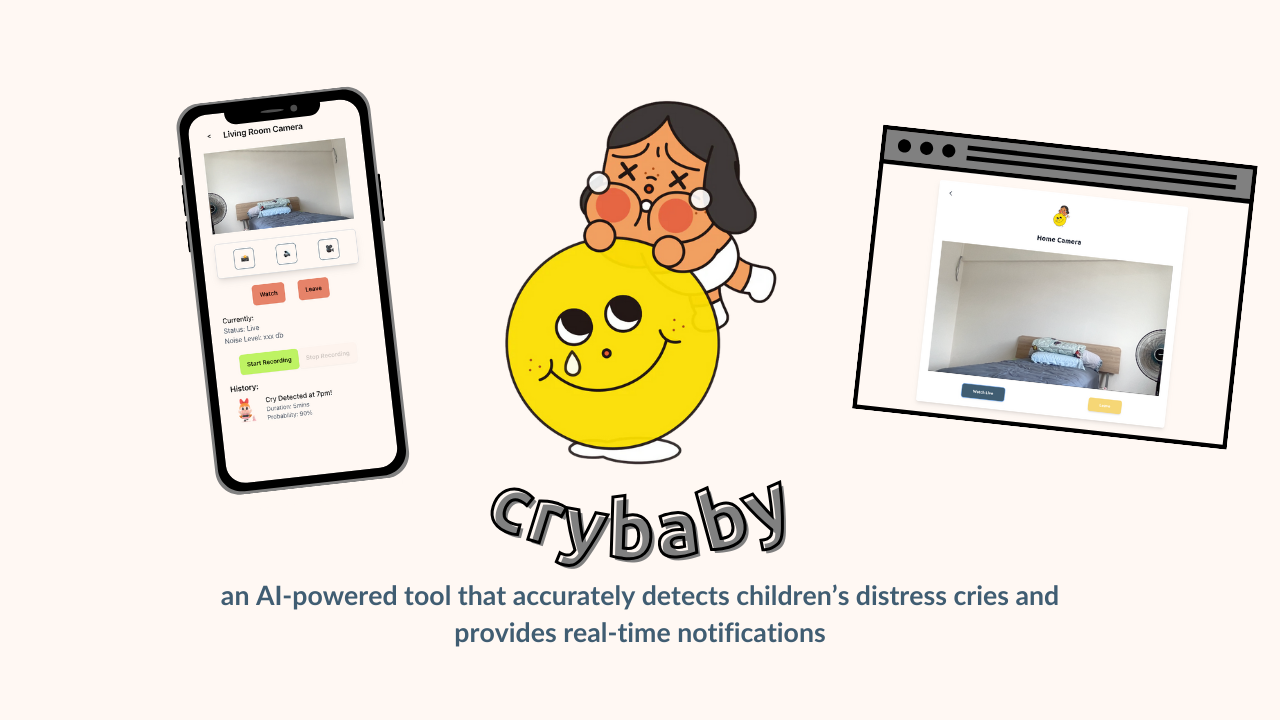 < Living Room Camera
Watch
Leave
Currently:
Status: Live
Noise Level: xxx db
Start Recording
Stop Recording
History:
Cry Detected at 7pm!
Duration: 5mins
Probability: 90%
<
Home Camera
Watch Live
crybaby
an AI-powered tool that accurately detects children’s distress cries and
provides real-time notifications